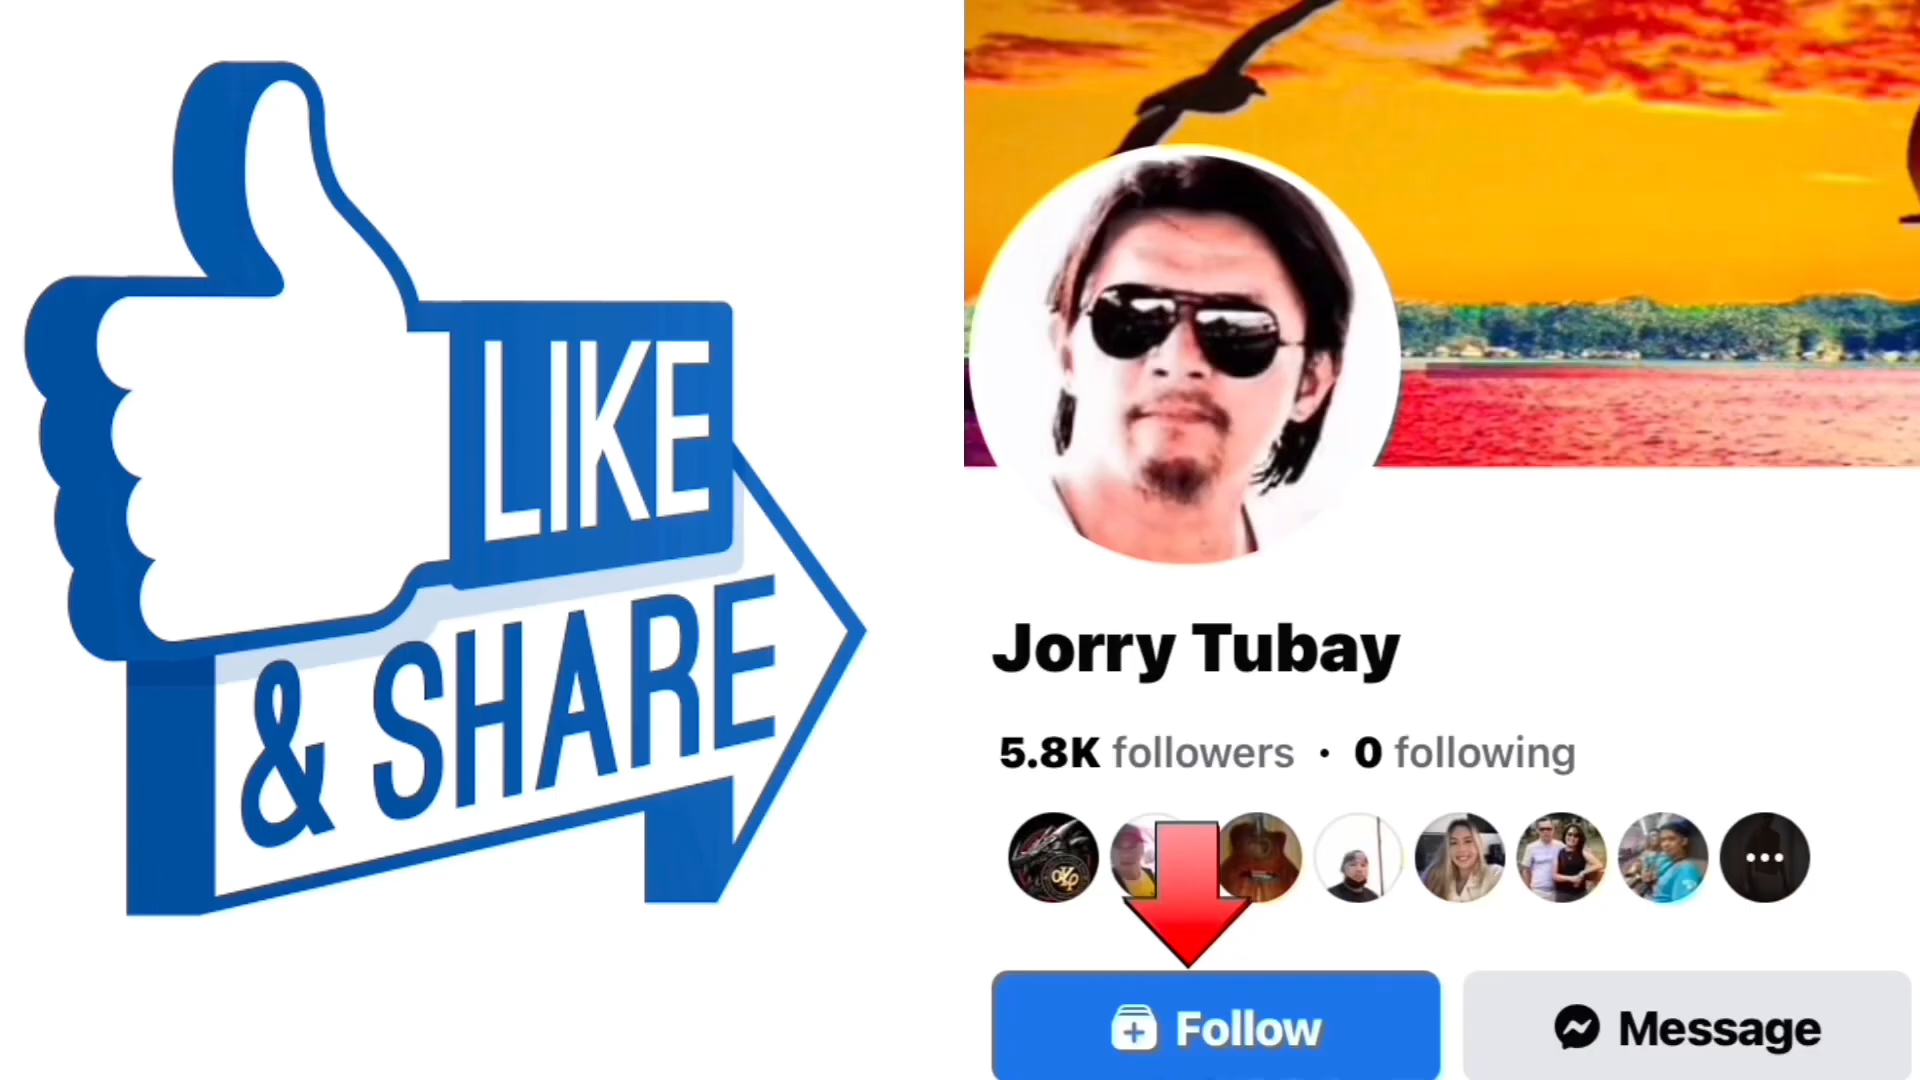 LIKE
& SHARE
Jorry Tubay
5.8K followers · 0 following
Follow
Message